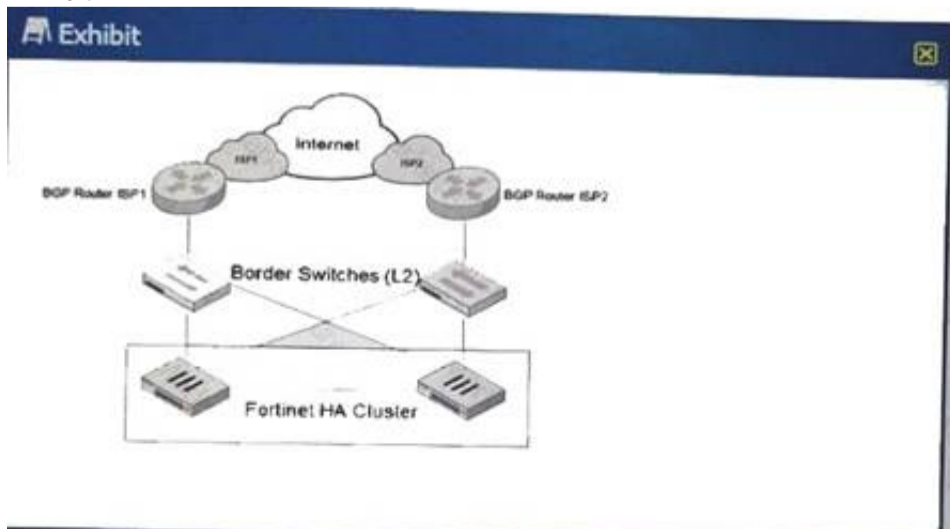 Exhibit
Internet
ISP1
ISP2
BGP Router ISP1
BGP Router ISP2
Border Switches (L2)
Fortinet HA Cluster